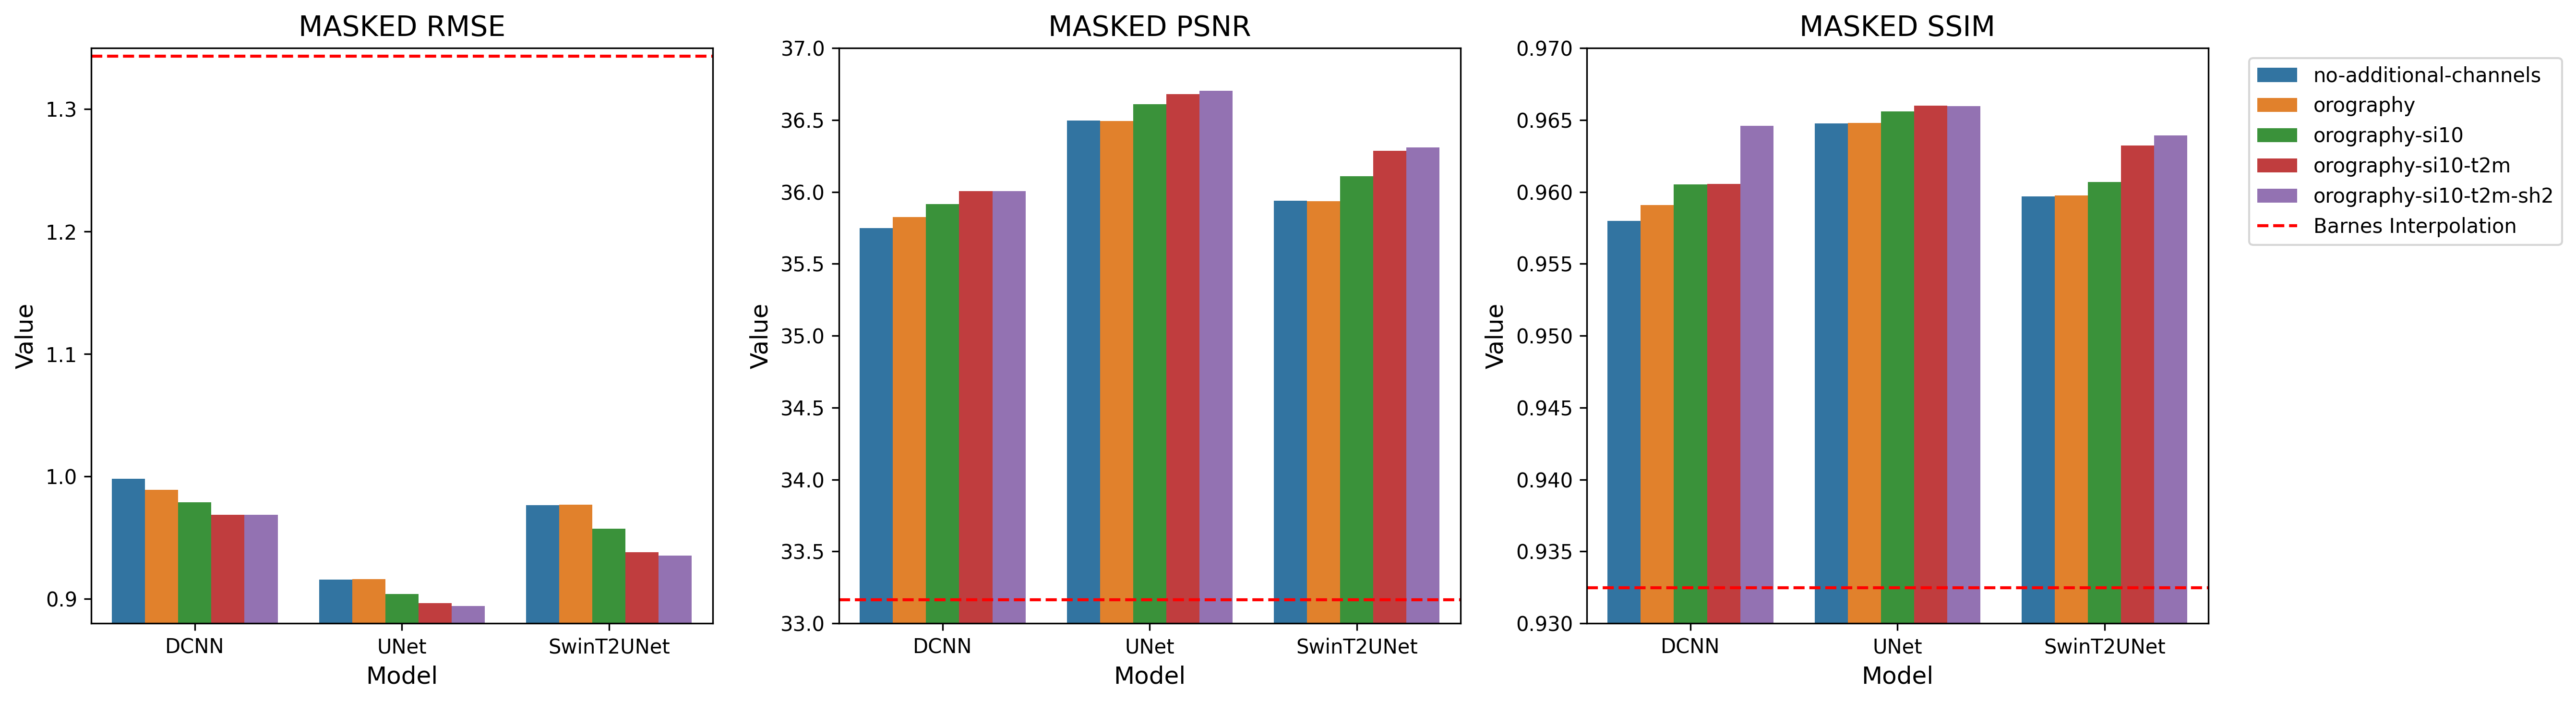 MASKED RMSE
Value
1.3
1.2
1.1
1.0
0.9
DCNN UNet SwinT2UNet
Model
MASKED PSNR
Value
37.0
36.5
36.0
35.5
35.0
34.5
34.0
33.5
33.0
DCNN UNet SwinT2UNet
Model
MASKED SSIM
Value
0.970
0.965
0.960
0.955
0.950
0.945
0.940
0.935
0.930
DCNN UNet SwinT2UNet
Model
no-additional-channels
orography
orography-si10
orography-si10-t2m
orography-si10-t2m-sh2
Barnes Interpolation